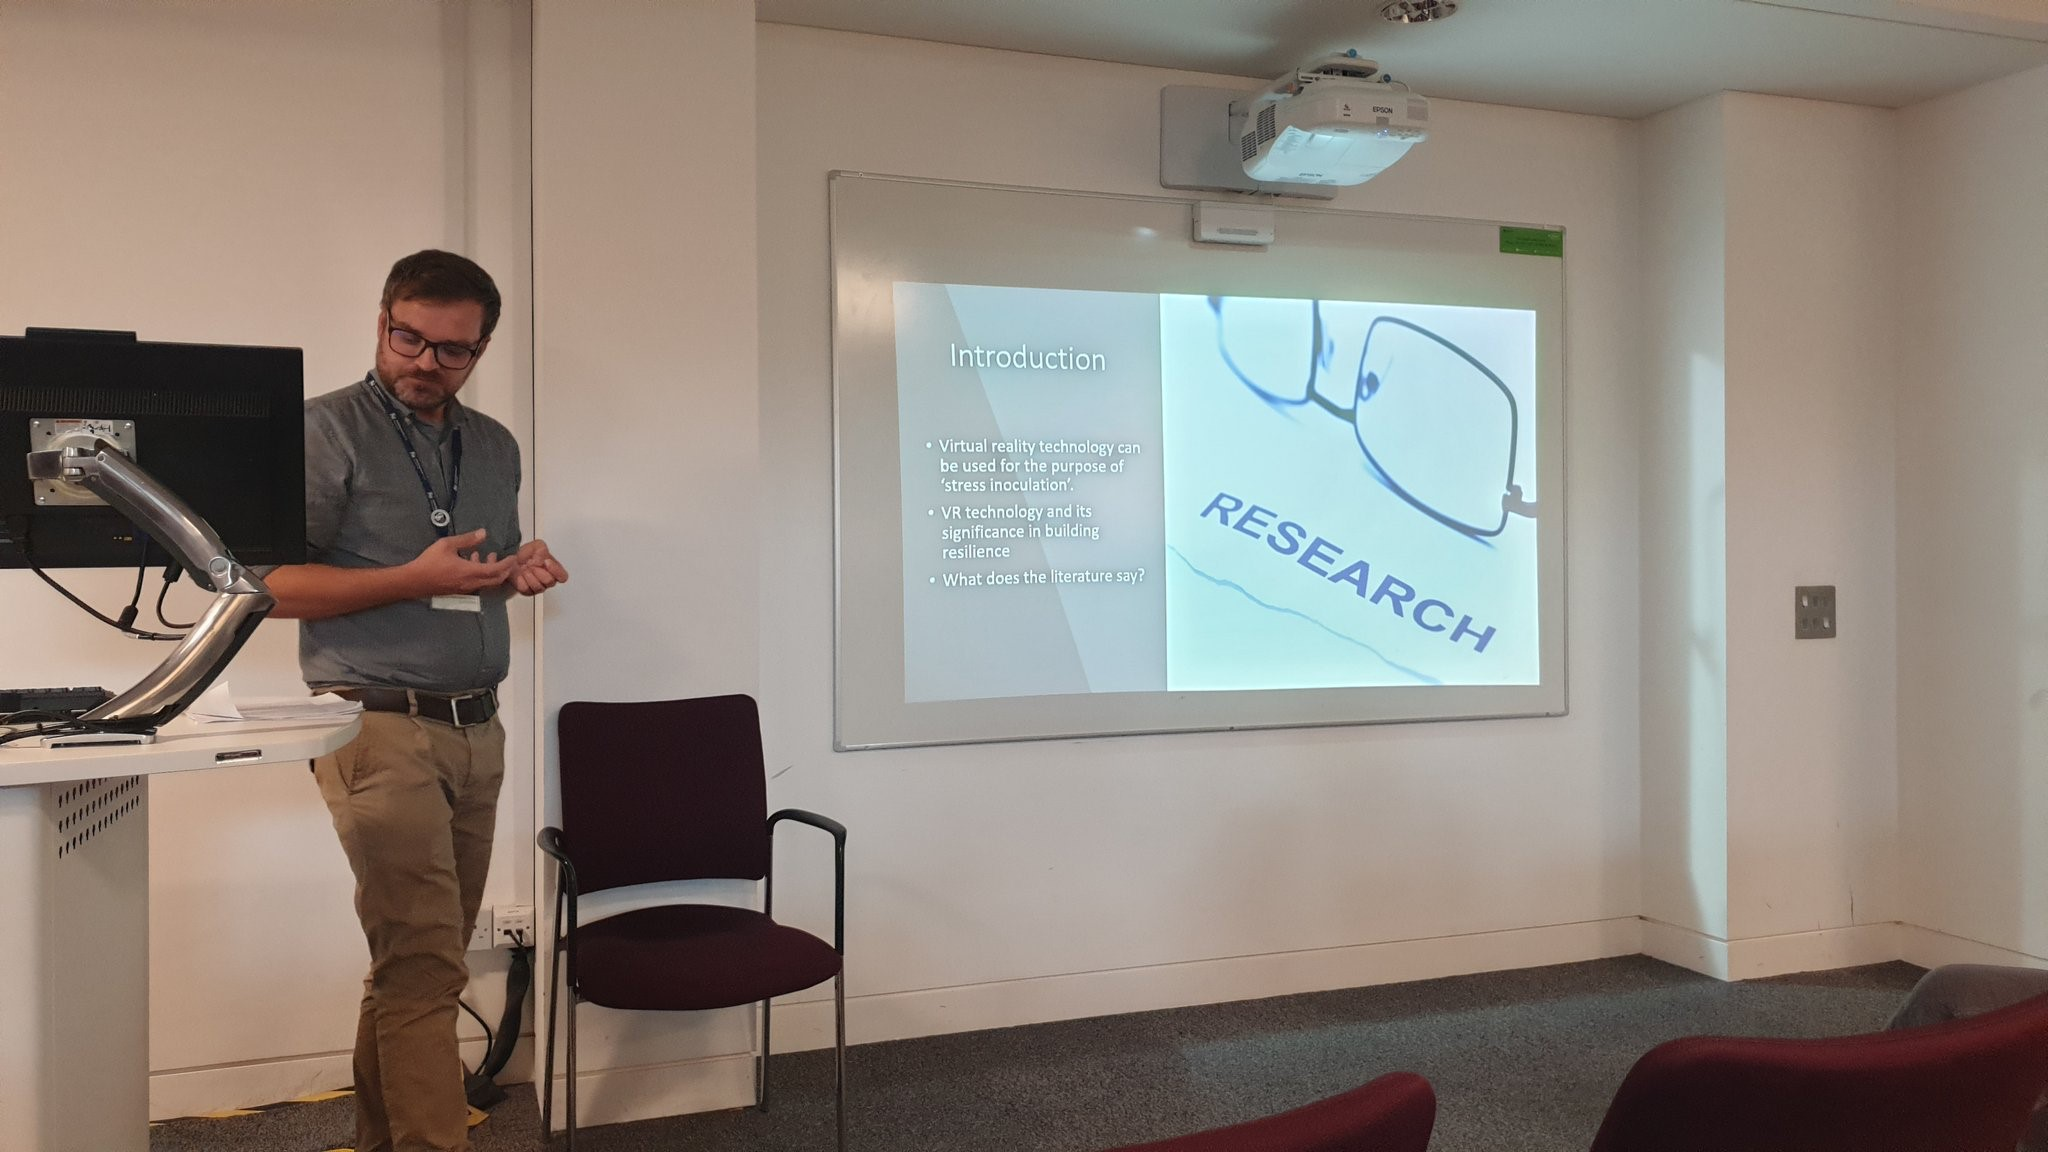 EPSON
EPSON
Introduction
• Virtual reality technology can
be used for the purpose of
'stress inoculation'.
• VR technology and its
significance in building
resilience
• What does the literature say?
RESEARCH